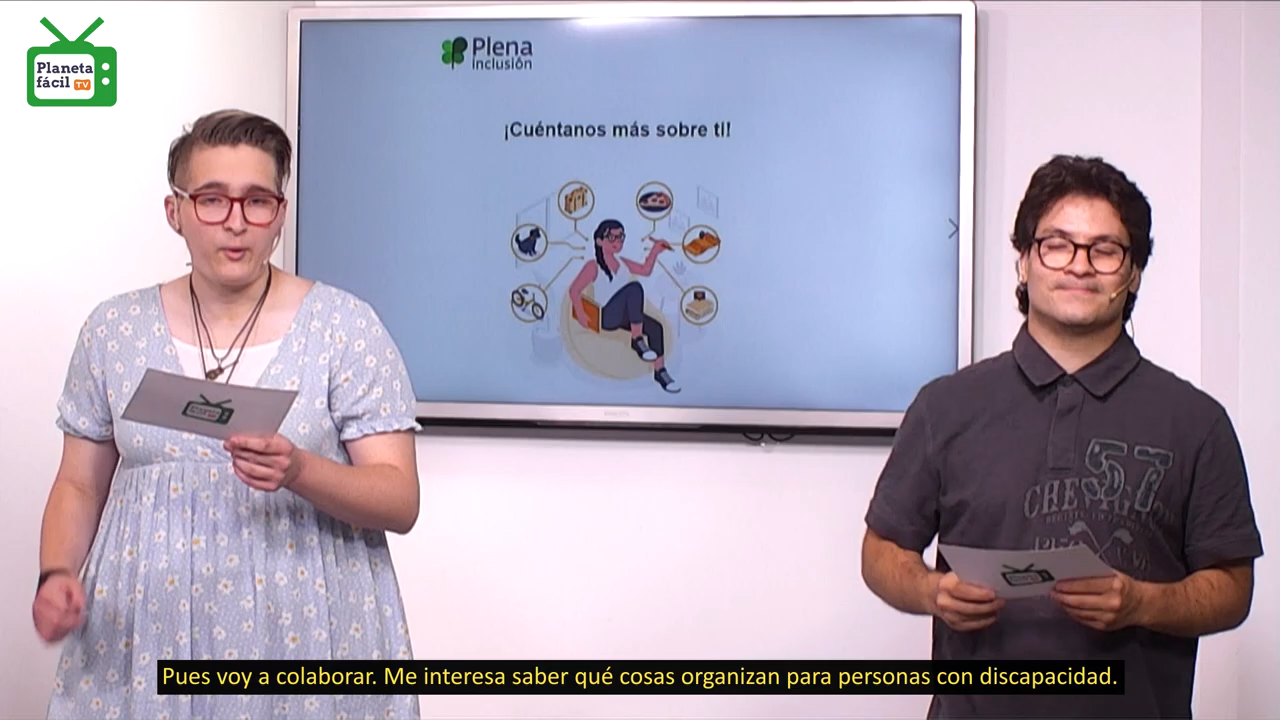 Planeta
fácil TV
Plena
inclusión
¡Cuéntanos más sobre ti!
57
Pues voy a colaborar. Me interesa saber qué cosas organizan para personas con discapacidad.